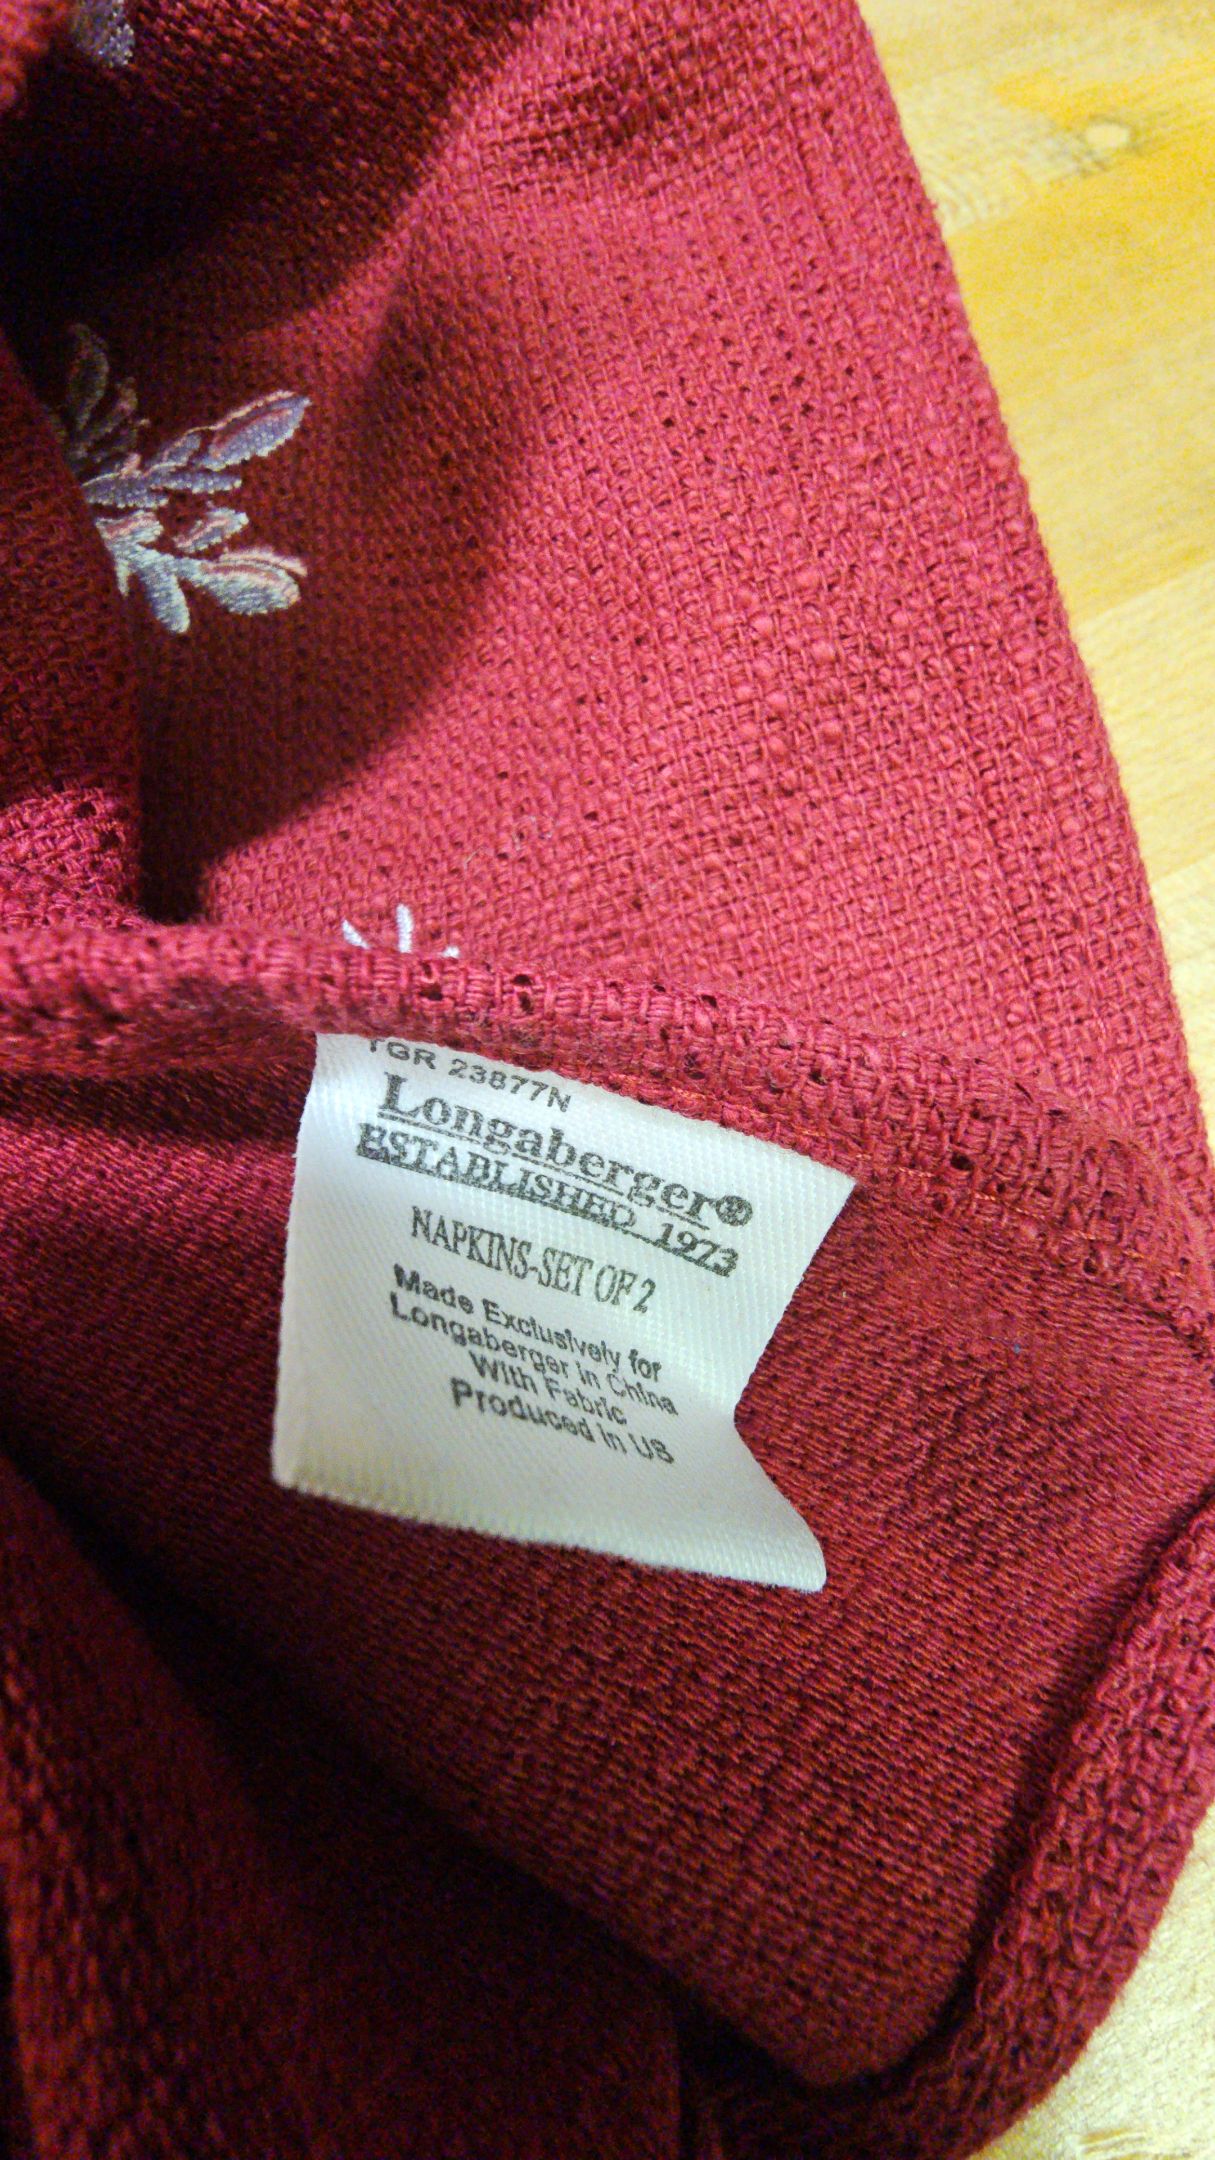 TGR 23877N
Longaberger®
ESTABLISHED 1973
NAPKINS-SET OF 2
Made Exclusively for
Longaberger in China
With Fabric
Produced in US